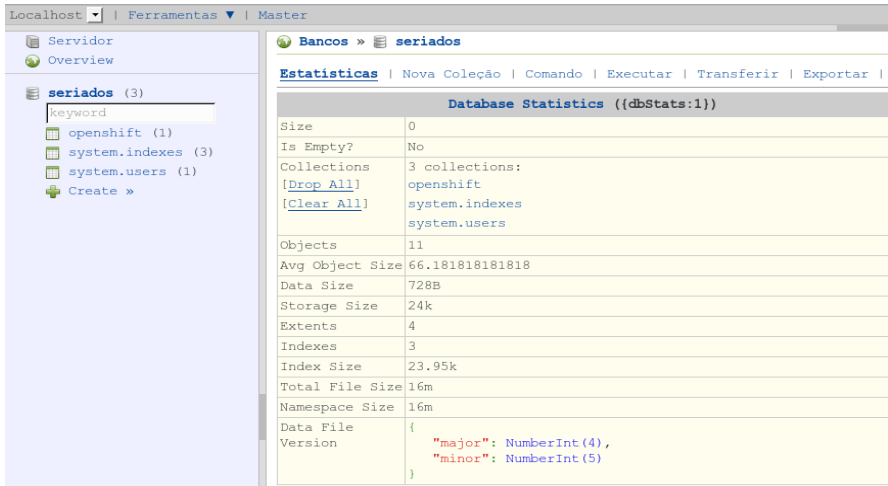 Localhost | Ferramentas ▼ | Master
Servidor
Overview
seriados (3)
keyword
openshift (1)
system.indexes (3)
system.users (1)
Create »
Bancos » seriados
Estatísticas | Nova Coleção | Comando | Executar | Transferir | Exportar |
Database Statistics ({dbStats:1})
Size 0
Is Empty? No
Collections 3 collections:
[Drop All] openshift
[Clear All] system.indexes
system.users
Objects 11
Avg Object Size 66.181818181818
Data Size 728B
Storage Size 24k
Extents 4
Indexes 3
Index Size 23.95k
Total File Size 16m
Namespace Size 16m
Data File {
Version "major": NumberInt(4),
"minor": NumberInt(5)
}